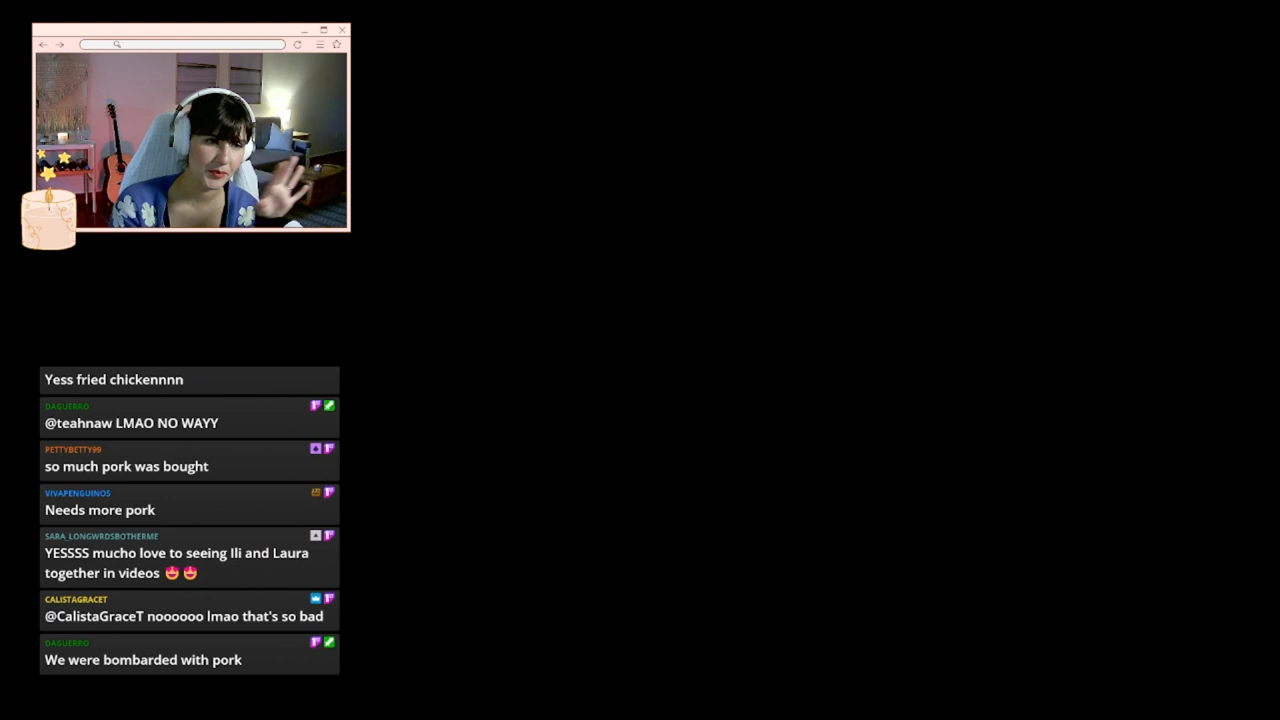 Yess fried chickennnn
DAGUERRO
@teahnaw LMAO NO WAYY
PETTYBETTY99
so much pork was bought
VIVAPENGUINOS
Needs more pork
SARA_LONGWRDSBOTHERME
YESSSS mucho love to seeing Ili and Laura
together in videos 😍 😍
CALISTAGRACET
@CalistaGraceT noooooo lmao that's so bad
DAGUERRO
We were bombarded with pork